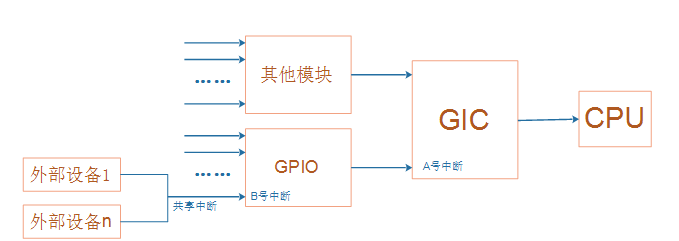 其他模块
……
GPIO
……
B号中断
GIC
A号中断
CPU
外部设备1
外部设备n
共享中断